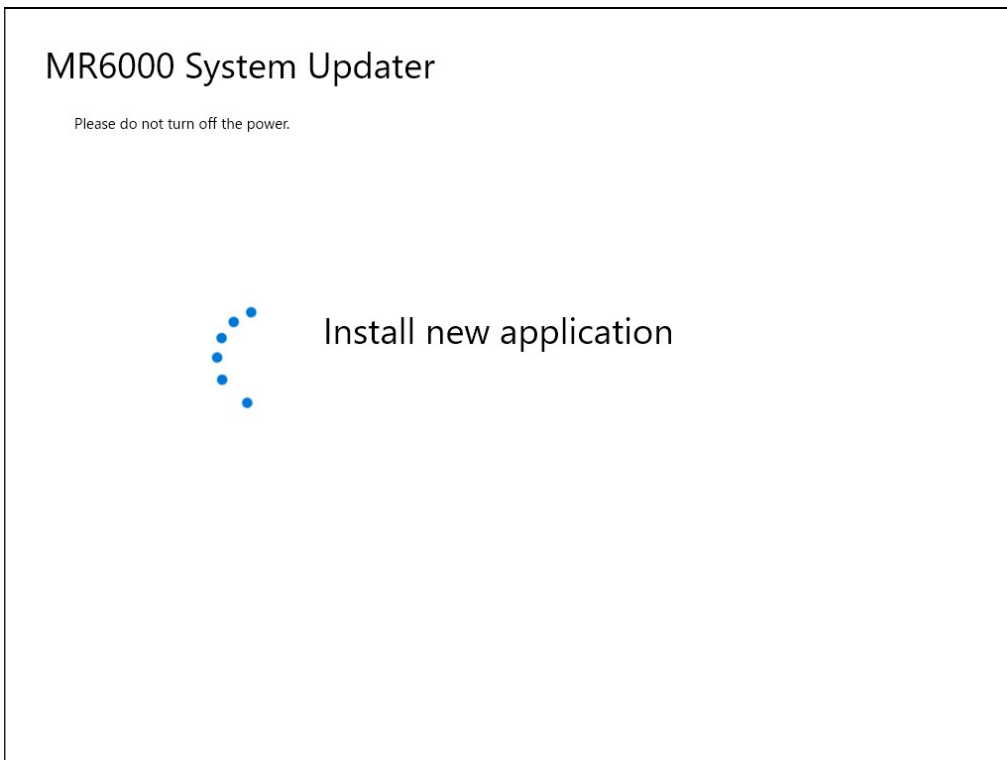 MR6000 System Updater
Please do not turn off the power.
Install new application